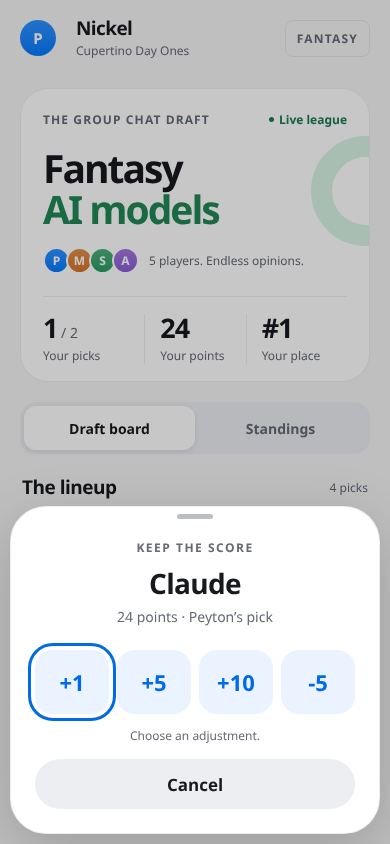 P
Nickel
Cupertino Day Ones
FANTASY
THE GROUP CHAT DRAFT
Live league
Fantasy
AI models
P M S A
5 players. Endless opinions.
1 / 2
Your picks
24
Your points
#1
Your place
Draft board
Standings
The lineup
4 picks
KEEP THE SCORE
Claude
24 points · Peyton’s pick
+1
+5
+10
-5
Choose an adjustment.
Cancel